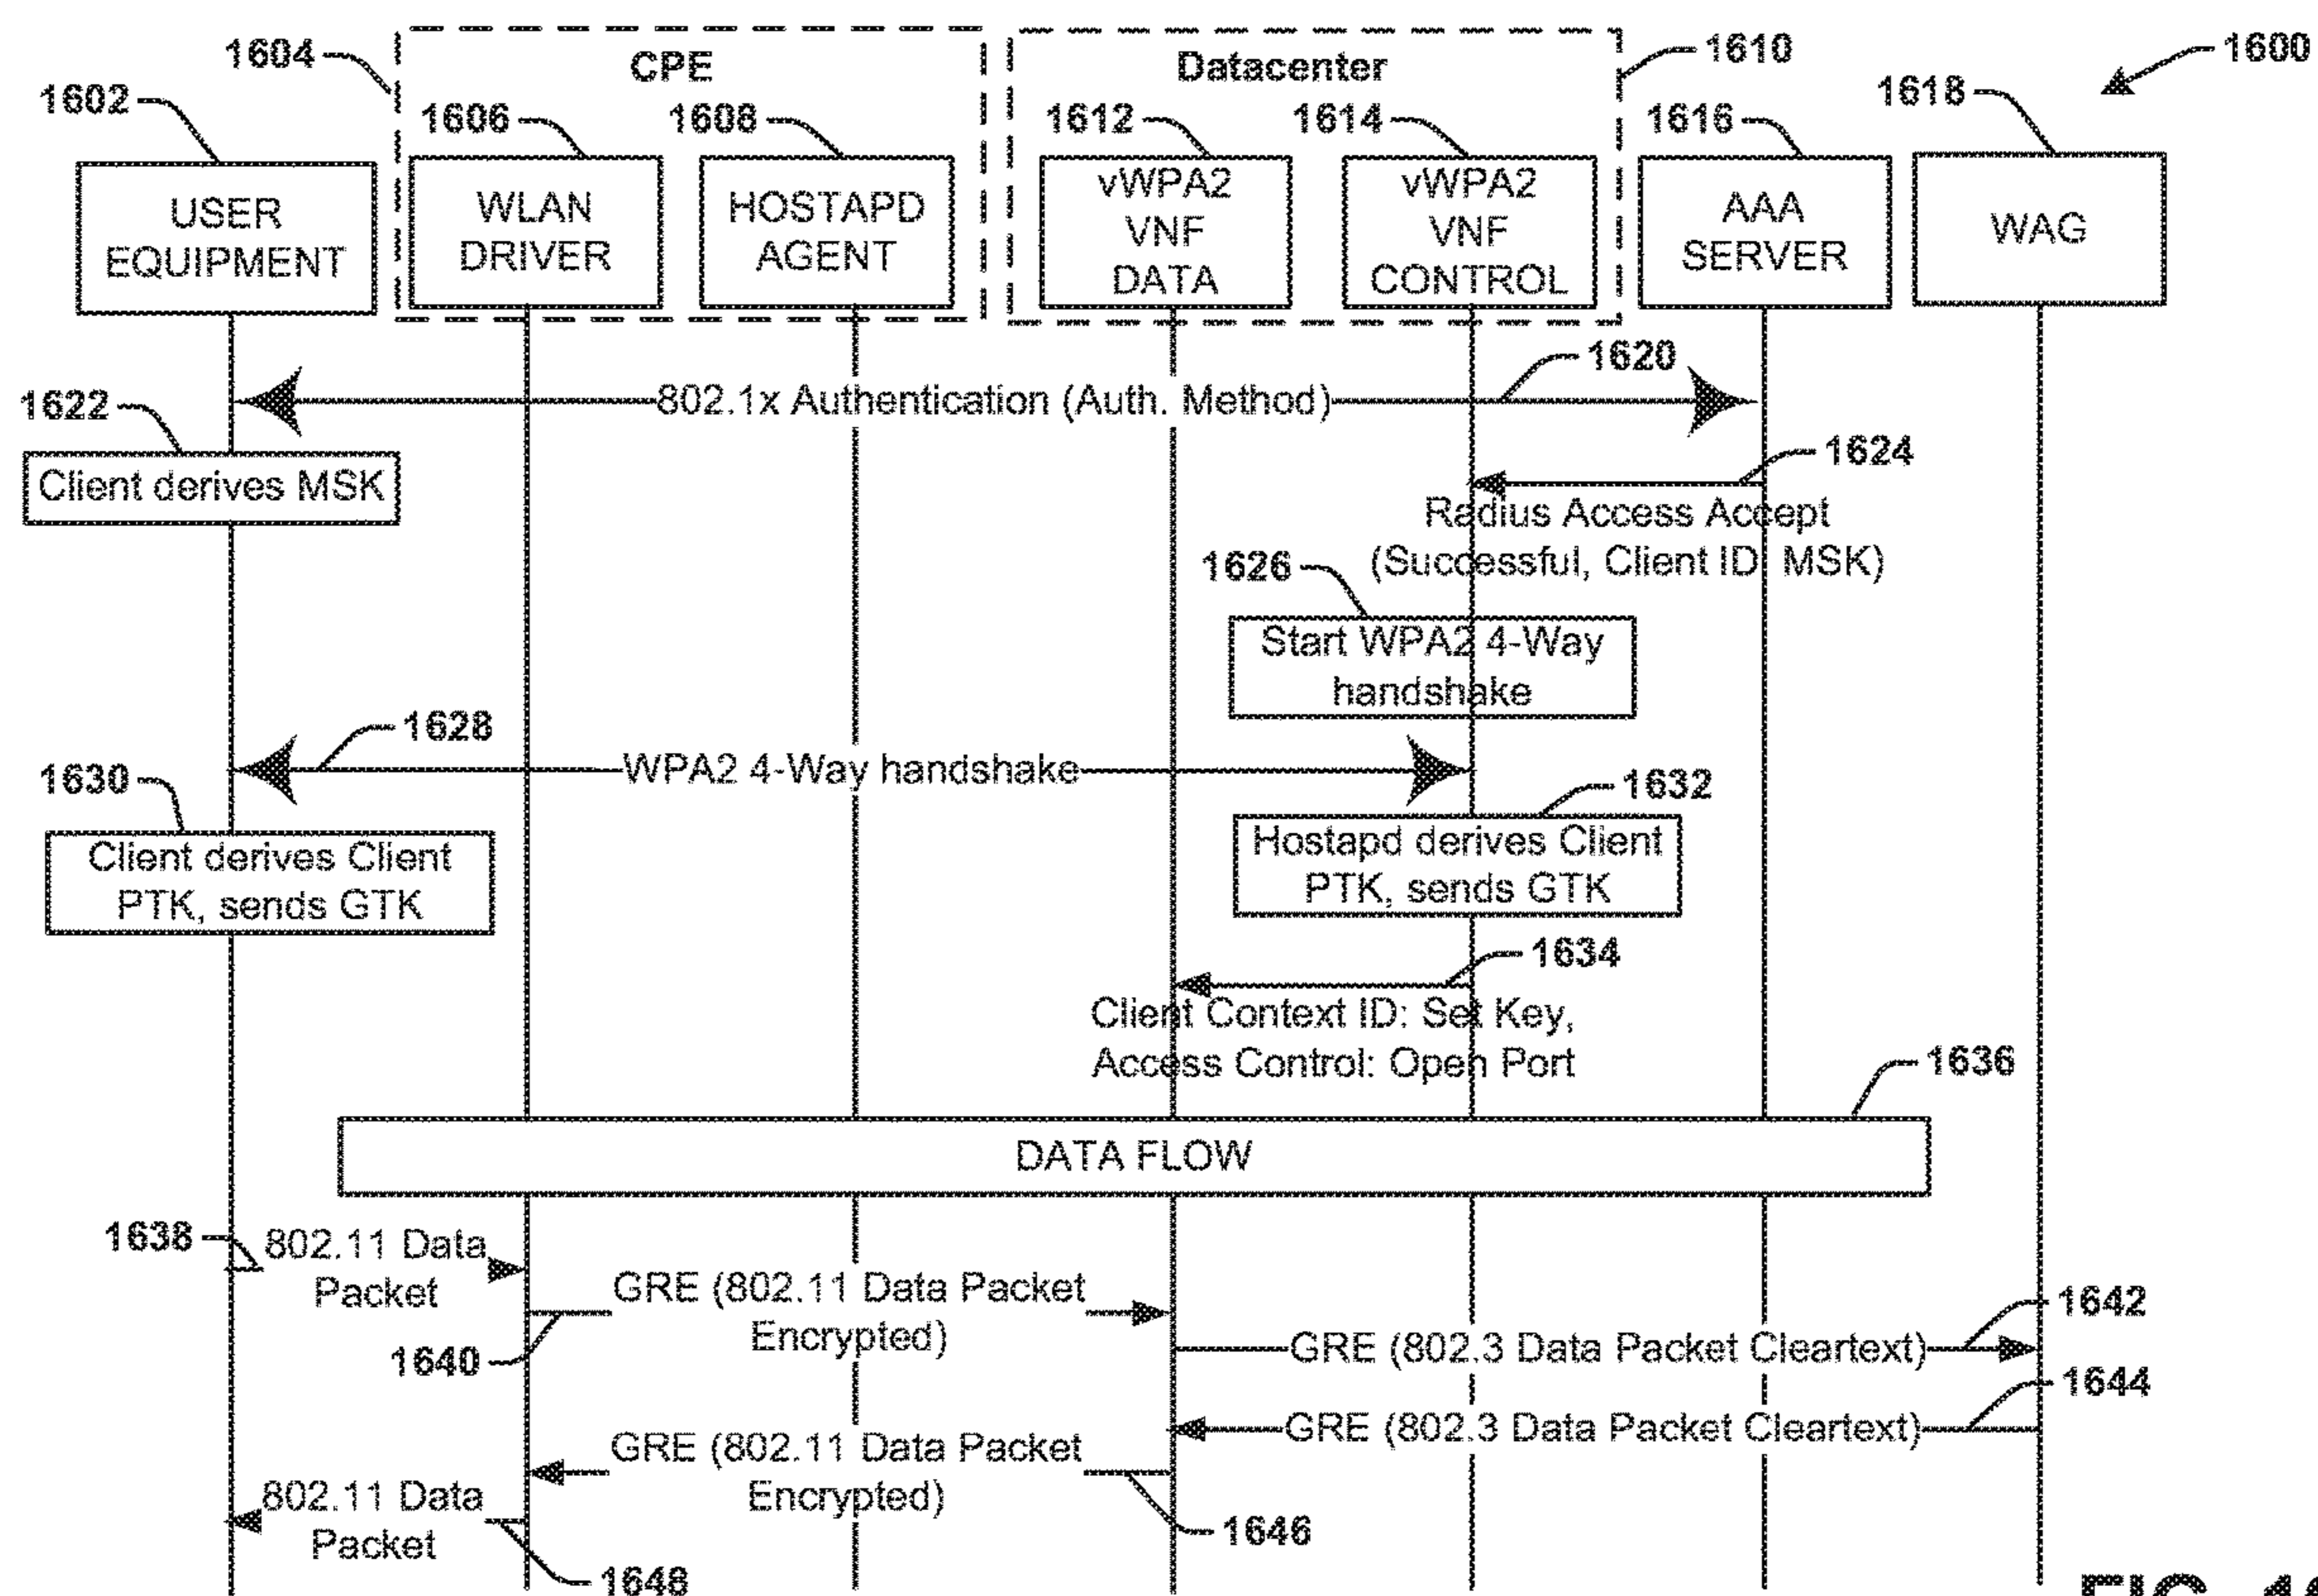 1604
CPE
Datacenter
1610
1600
1602
1606
1608
1612
1614
1616
1618
USER
EQUIPMENT
WLAN
DRIVER
HOSTAPD
AGENT
vWPA2
VNF
DATA
vWPA2
VNF
CONTROL
AAA
SERVER
WAG
1620
802.1x Authentication (Auth. Method)
1622
Client derives MSK
1624
Radius Access Accept
(Successful, Client ID, MSK)
1626
Start WPA2 4-Way
handshake
1628
WPA2 4-Way handshake
1630
Client derives Client
PTK, sends GTK
1632
Hostapd derives Client
PTK, sends GTK
1634
Client Context ID: Set Key,
Access Control: Open Port
1636
DATA FLOW
1638
802.11 Data
Packet
GRE (802.11 Data Packet
Encrypted)
1640
1642
GRE (802.3 Data Packet Cleartext)
1644
GRE (802.3 Data Packet Cleartext)
GRE (802.11 Data Packet
Encrypted)
1646
802.11 Data
Packet
1648